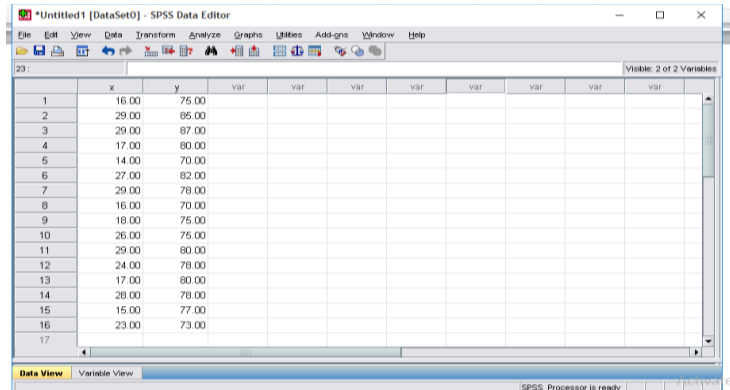 *Untitled1 [DataSet0] - SPSS Data Editor
File Edit View Data Transform Analyze Graphs Utilities Add-ons Window Help
23 : Visible: 2 of 2 Variables
x y var var var var var var var
1 16.00 75.00
2 29.00 85.00
3 29.00 87.00
4 17.00 80.00
5 14.00 70.00
6 27.00 82.00
7 29.00 78.00
8 16.00 70.00
9 18.00 75.00
10 26.00 75.00
11 29.00 80.00
12 24.00 78.00
13 17.00 80.00
14 28.00 78.00
15 15.00 77.00
16 23.00 73.00
17
Data View Variable View
SPSS Processor is ready